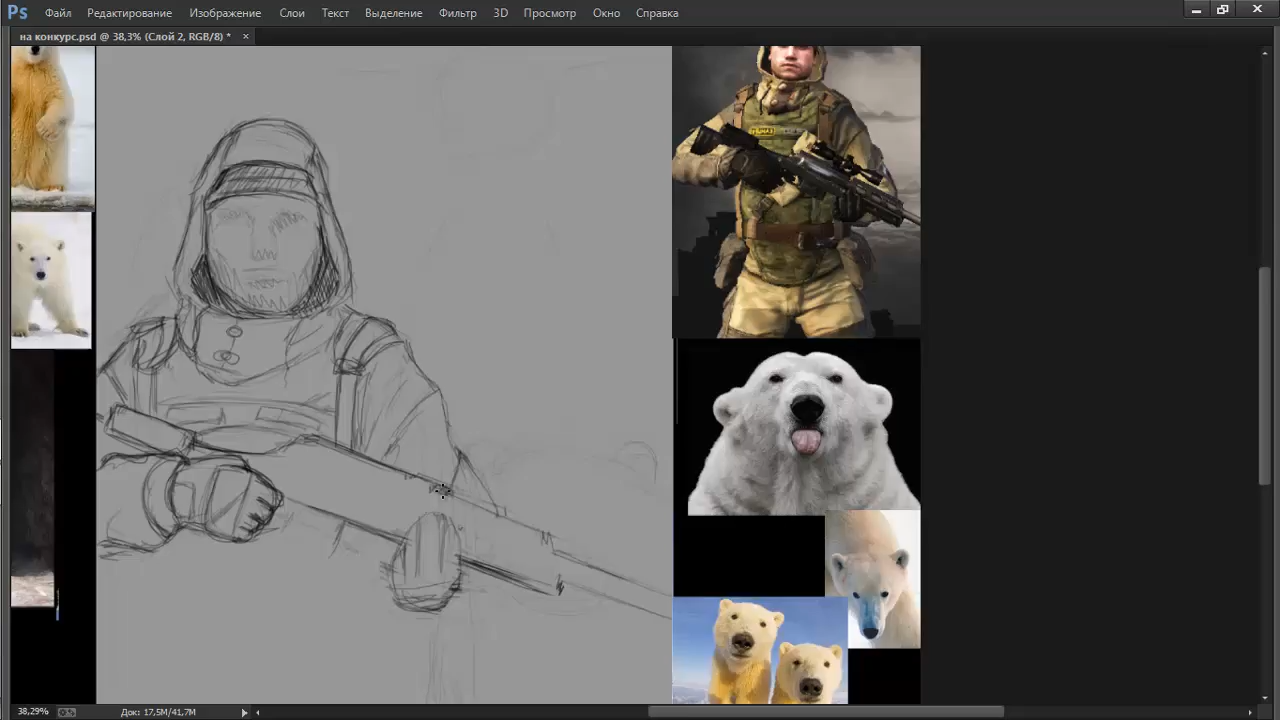 Ps Файл Редактирование Изображение Слои Текст Выделение Фильтр 3D Просмотр Окно Справка
на конкурс.psd @ 38,3% (Слой 2, RGB/8) * ×
38,29% Док: 17,5M/41,7M